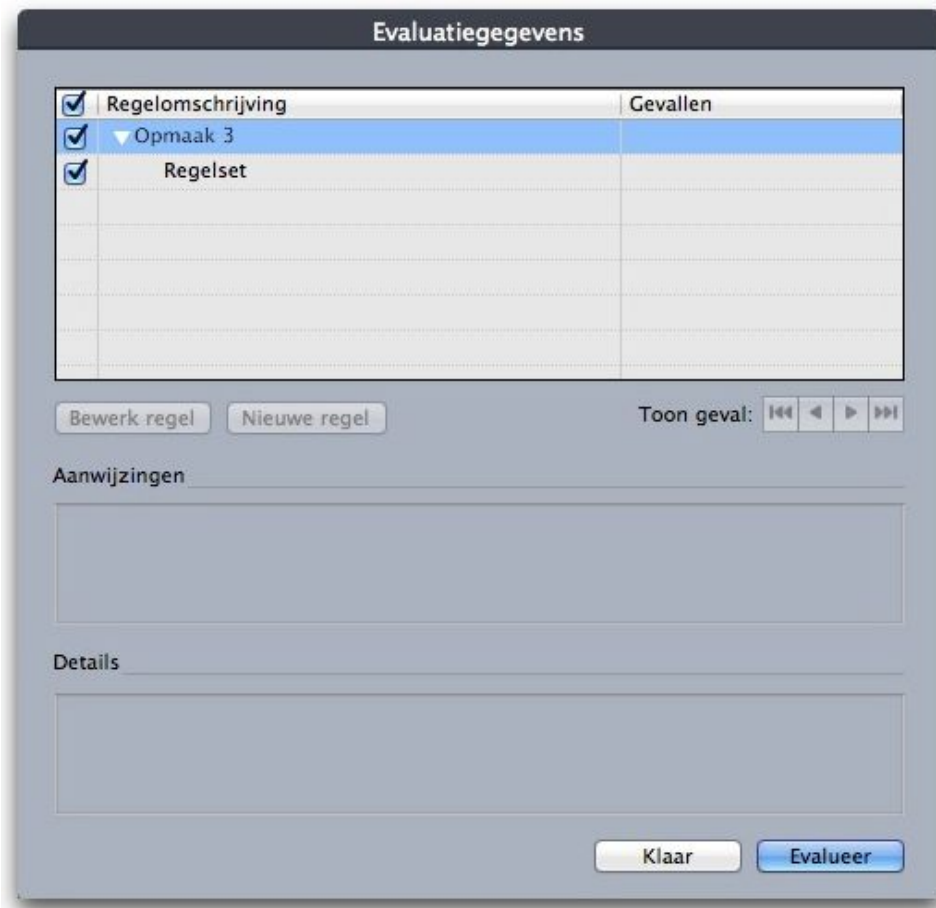 Evaluatiegegevens
Regelomschrijving Gevallen
Opmaak 3
Regelset
Bewerk regel Nieuwe regel Toon geval:
Aanwijzingen
Details
Klaar Evalueer